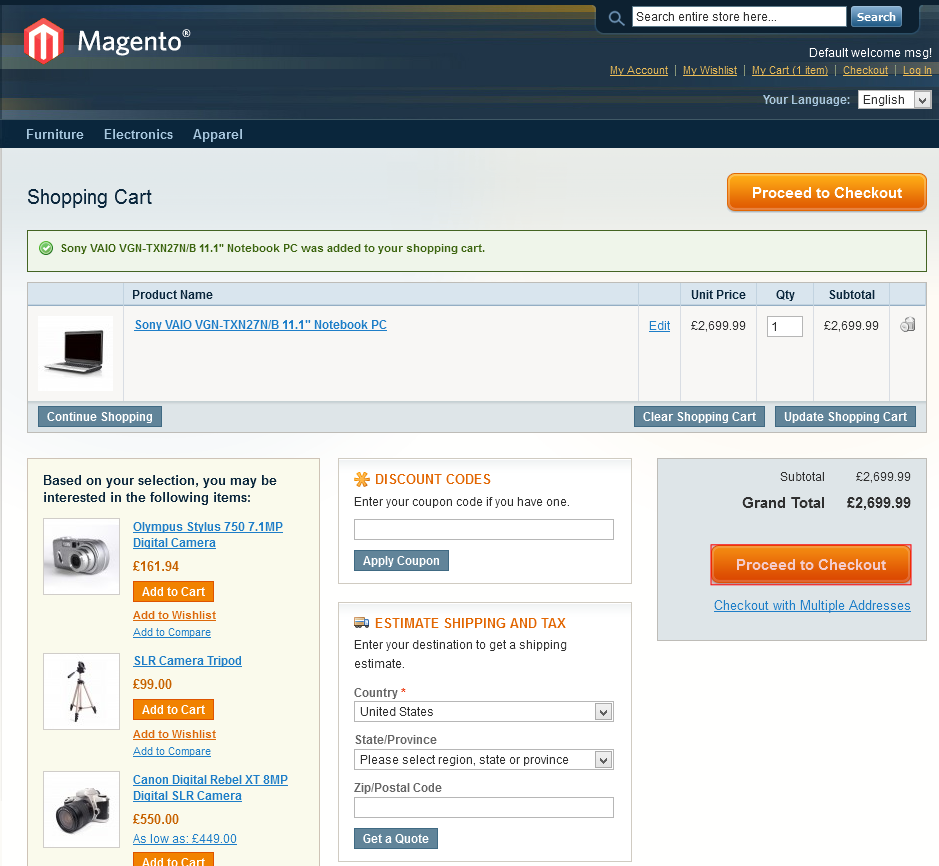 Search entire store here...
Search
Magento®
Default welcome msg!
My Account | My Wishlist | My Cart (1 item) | Checkout | Log In
Your Language: English
Furniture Electronics Apparel
Shopping Cart
Proceed to Checkout
Sony VAIO VGN-TXN27N/B 11.1" Notebook PC was added to your shopping cart.
Product Name Unit Price Qty Subtotal
Sony VAIO VGN-TXN27N/B 11.1" Notebook PC Edit £2,699.99 1 £2,699.99
Continue Shopping Clear Shopping Cart Update Shopping Cart
Based on your selection, you may be
interested in the following items:
Olympus Stylus 750 7.1MP
Digital Camera
£161.94
Add to Cart
Add to Wishlist
Add to Compare
SLR Camera Tripod
£99.00
Add to Cart
Add to Wishlist
Add to Compare
Canon Digital Rebel XT 8MP
Digital SLR Camera
£550.00
As low as: £449.00
Add to Cart
DISCOUNT CODES
Enter your coupon code if you have one.
Apply Coupon
ESTIMATE SHIPPING AND TAX
Enter your destination to get a shipping
estimate.
Country *
United States
State/Province
Please select region, state or province
Zip/Postal Code
Get a Quote
Subtotal £2,699.99
Grand Total £2,699.99
Proceed to Checkout
Checkout with Multiple Addresses